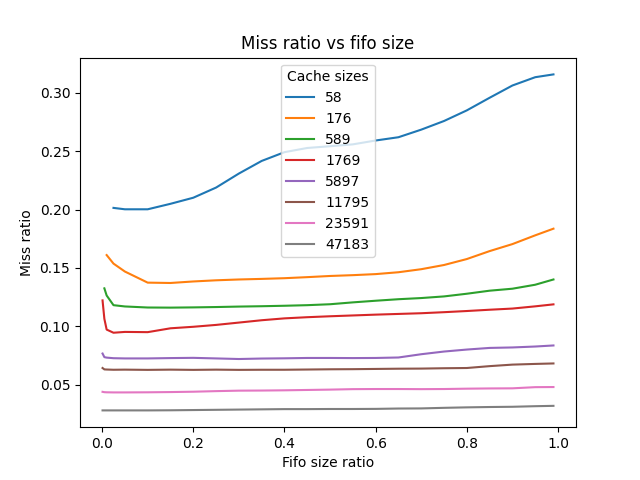 Miss ratio vs fifo size
Cache sizes
58
176
589
1769
5897
11795
23591
47183
0.30
0.25
0.20
0.15
0.10
0.05
Miss ratio
0.0 0.2 0.4 0.6 0.8 1.0
Fifo size ratio